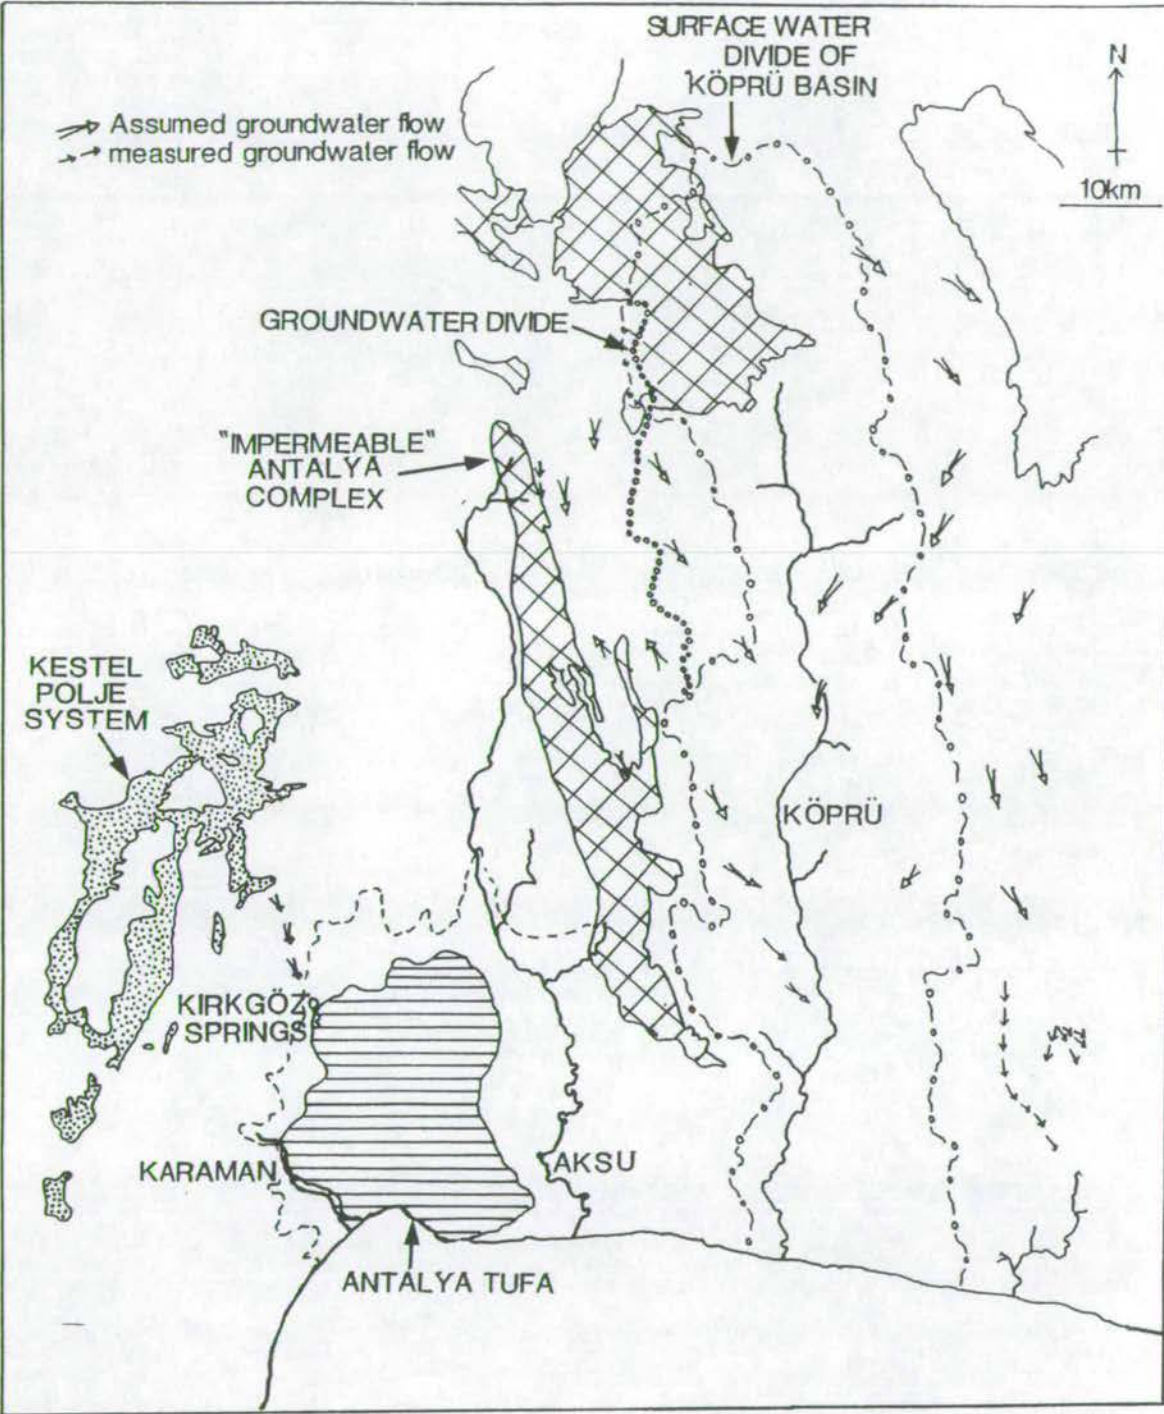 SURFACE WATER
DIVIDE OF
KÖPRÜ BASIN
N
10km
Assumed groundwater flow
measured groundwater flow
GROUNDWATER DIVIDE
"IMPERMEABLE"
ANTALYA
COMPLEX
KESTEL
POLJE
SYSTEM
KÖPRÜ
KIRKGÖZ
SPRINGS
KARAMAN
AKSU
ANTALYA TUFA